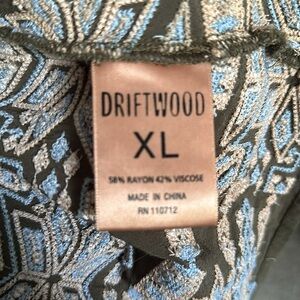 DRIFTWOOD
XL
58% RAYON 42% VISCOSE
MADE IN CHINA
RN 110712